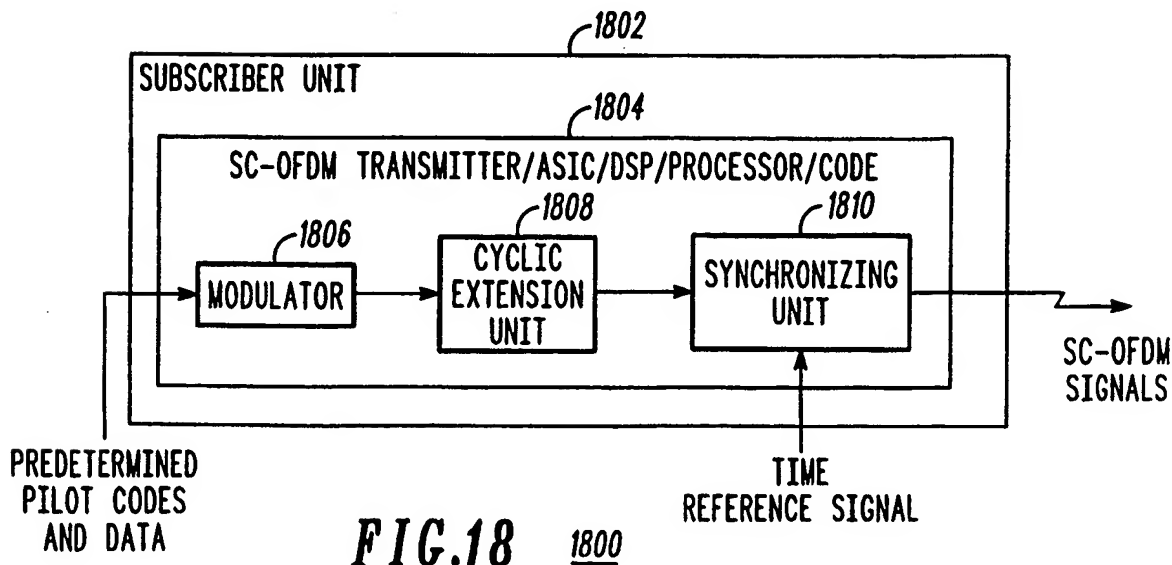 1802
SUBSCRIBER UNIT
1804
SC-OFDM TRANSMITTER/ASIC/DSP/PROCESSOR/CODE
1806
MODULATOR
1808
CYCLIC
EXTENSION
UNIT
1810
SYNCHRONIZING
UNIT
SC-OFDM
SIGNALS
PREDETERMINED
PILOT CODES
AND DATA
TIME
REFERENCE SIGNAL
FIG.18 1800